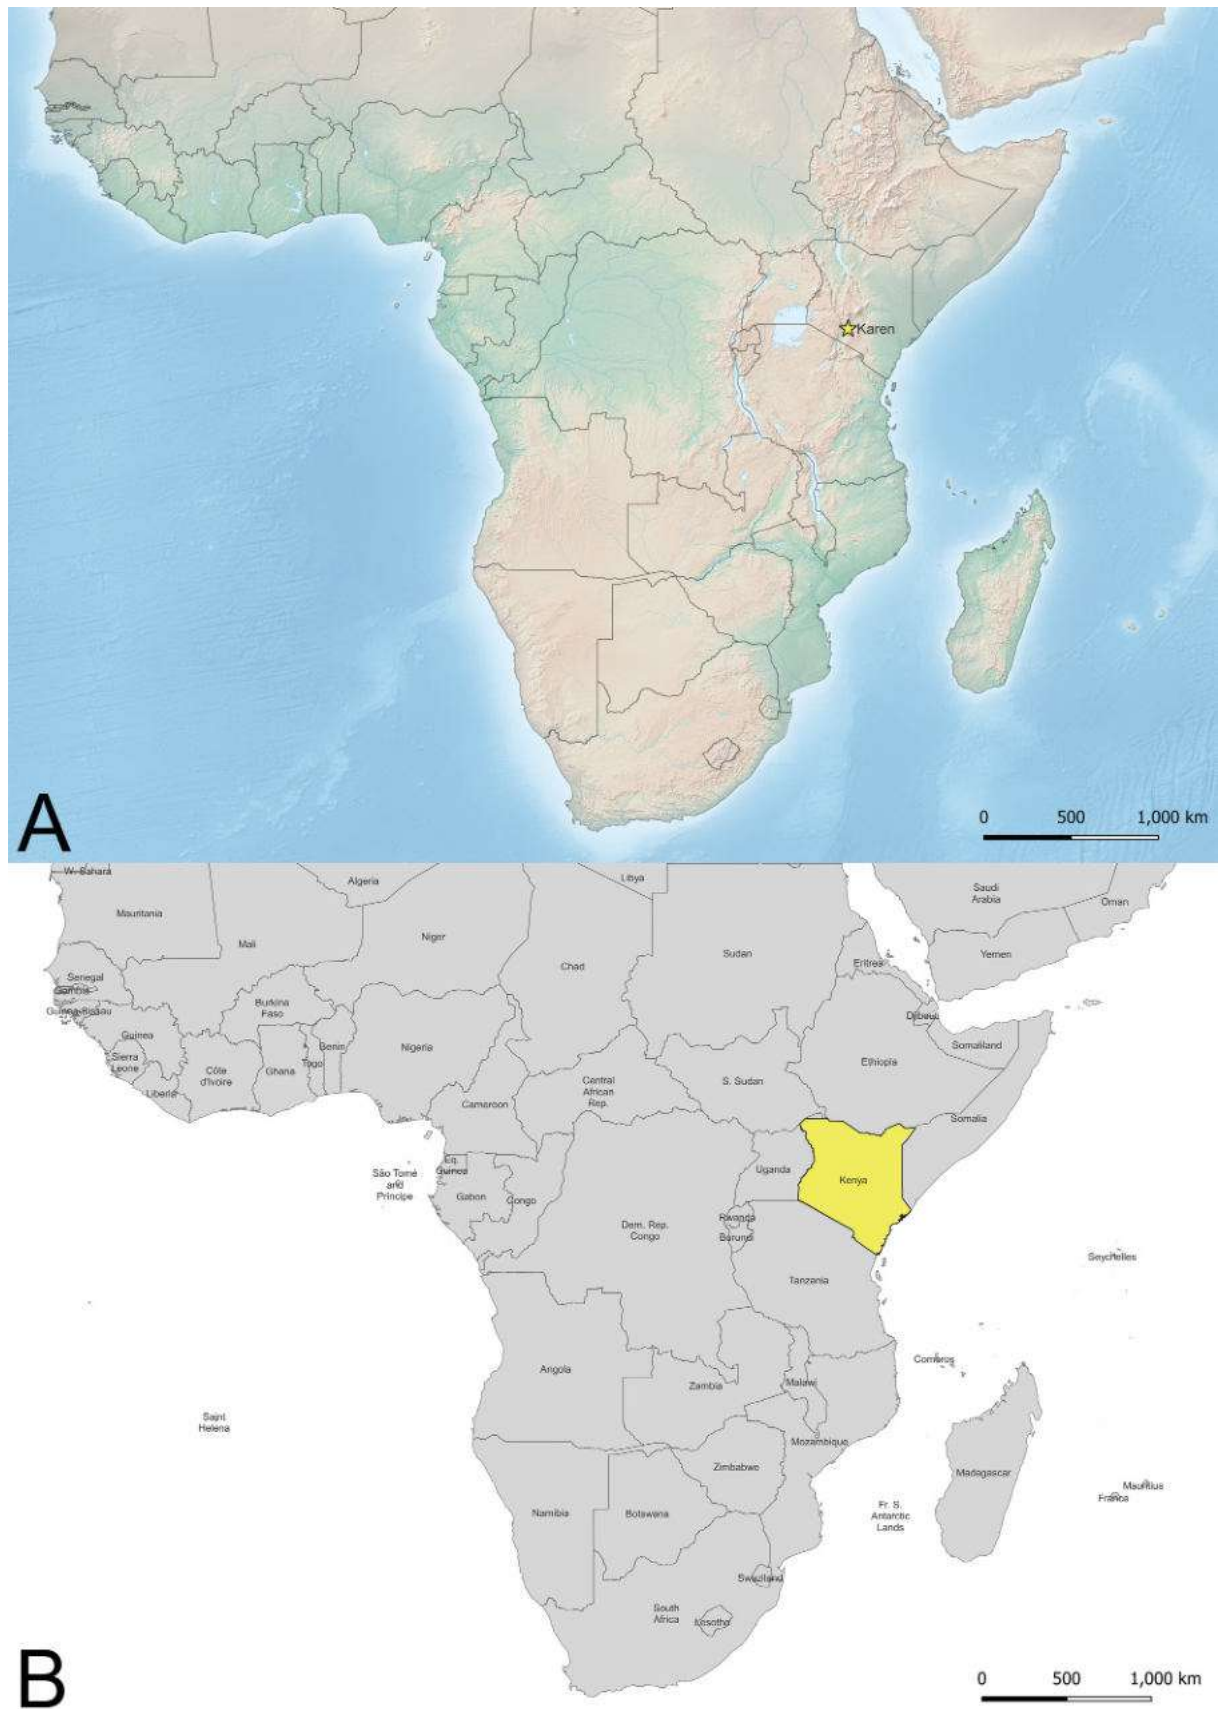 Karen
0 500 1,000 km
A
W. Sahara
Algeria
Libya
Saudi
Arabia
Oman
Mauritania
Mali
Niger
Chad
Sudan
Yemen
Eritrea
Senegal
Gambia
Guinea-Bissau
Burkina
Faso
Djibouti
Guinea
Sierra
Leone
Liberia
Côte
d'Ivoire
Ghana
Togo
Benin
Nigeria
Cameroon
Central
African
Rep.
S. Sudan
Ethiopia
Somaliland
Somalia
São Tomé
and
Principe
Eq.
Guinea
Gabon
Congo
Dem. Rep.
Congo
Uganda
Kenya
Rwanda
Burundi
Tanzania
Seychelles
Comoros
Angola
Zambia
Malawi
Mozambique
Saint
Helena
Zimbabwe
Madagascar
Mauritius
France
Namibia
Botswana
Fr. S.
Antarctic
Lands
Swaziland
South
Africa
Lesotho
0 500 1,000 km
B